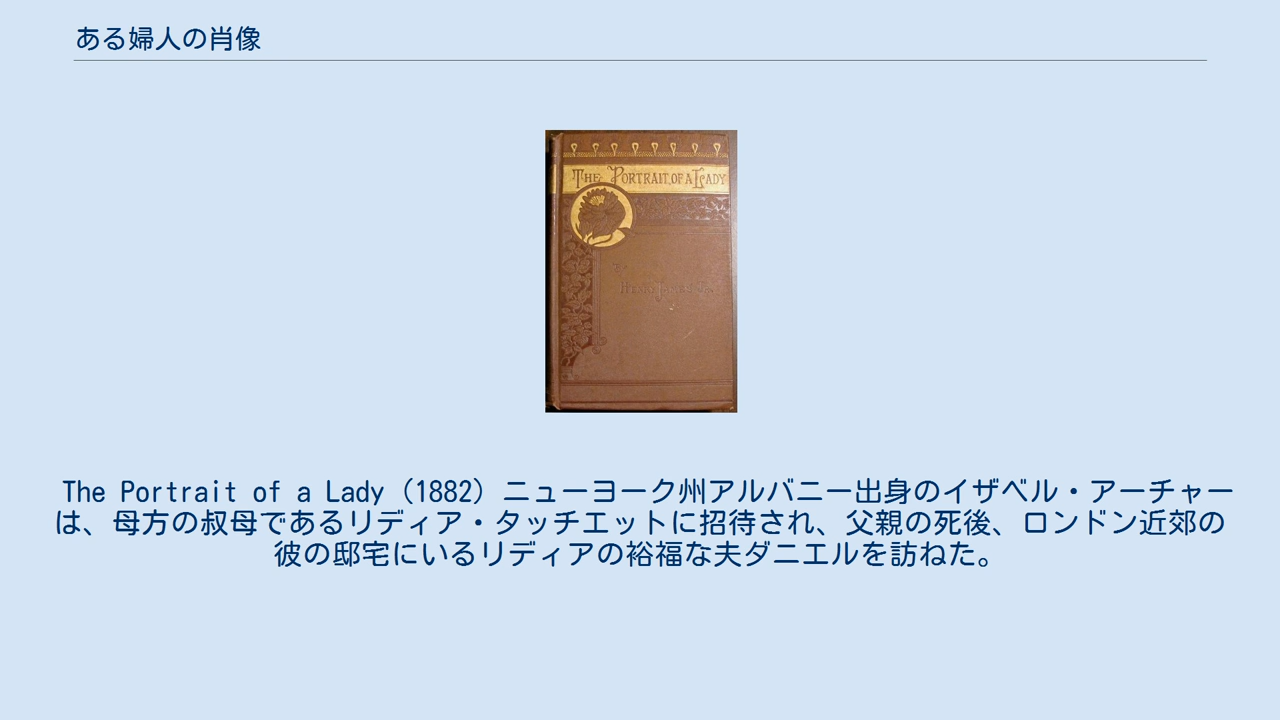 ある婦人の肖像
THE PORTRAIT OF A LADY
The Portrait of a Lady (1882) ニューヨーク州アルバニー出身のイザベル・アーチャー
は、母方の叔母であるリディア・タッチエットに招待され、父親の死後、ロンドン近郊の
彼の邸宅にいるリディアの裕福な夫ダニエルを訪ねた。